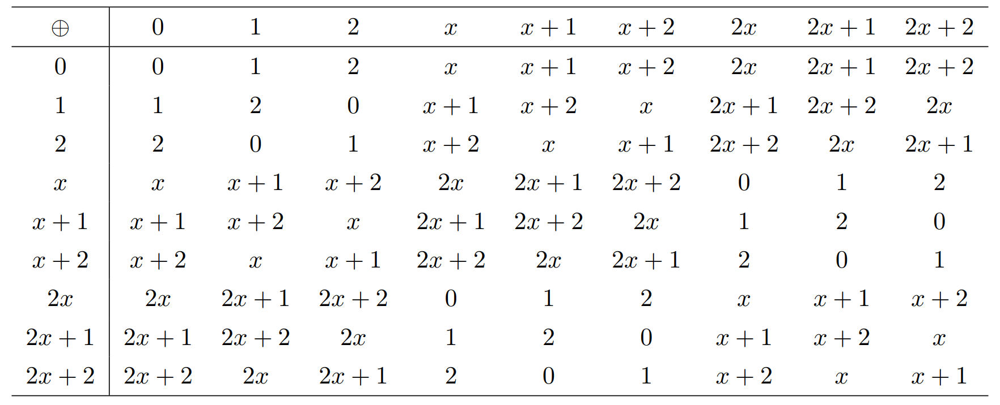 ⊕ 0 1 2 x x + 1 x + 2 2x 2x + 1 2x + 2
0 0 1 2 x x + 1 x + 2 2x 2x + 1 2x + 2
1 1 2 0 x + 1 x + 2 x 2x + 1 2x + 2 2x
2 2 0 1 x + 2 x x + 1 2x + 2 2x 2x + 1
x x x + 1 x + 2 2x 2x + 1 2x + 2 0 1 2
x + 1 x + 1 x + 2 x 2x + 1 2x + 2 2x 1 2 0
x + 2 x + 2 x x + 1 2x + 2 2x 2x + 1 2 0 1
2x 2x 2x + 1 2x + 2 0 1 2 x x + 1 x + 2
2x + 1 2x + 1 2x + 2 2x 1 2 0 x + 1 x + 2 x
2x + 2 2x + 2 2x 2x + 1 2 0 1 x + 2 x x + 1